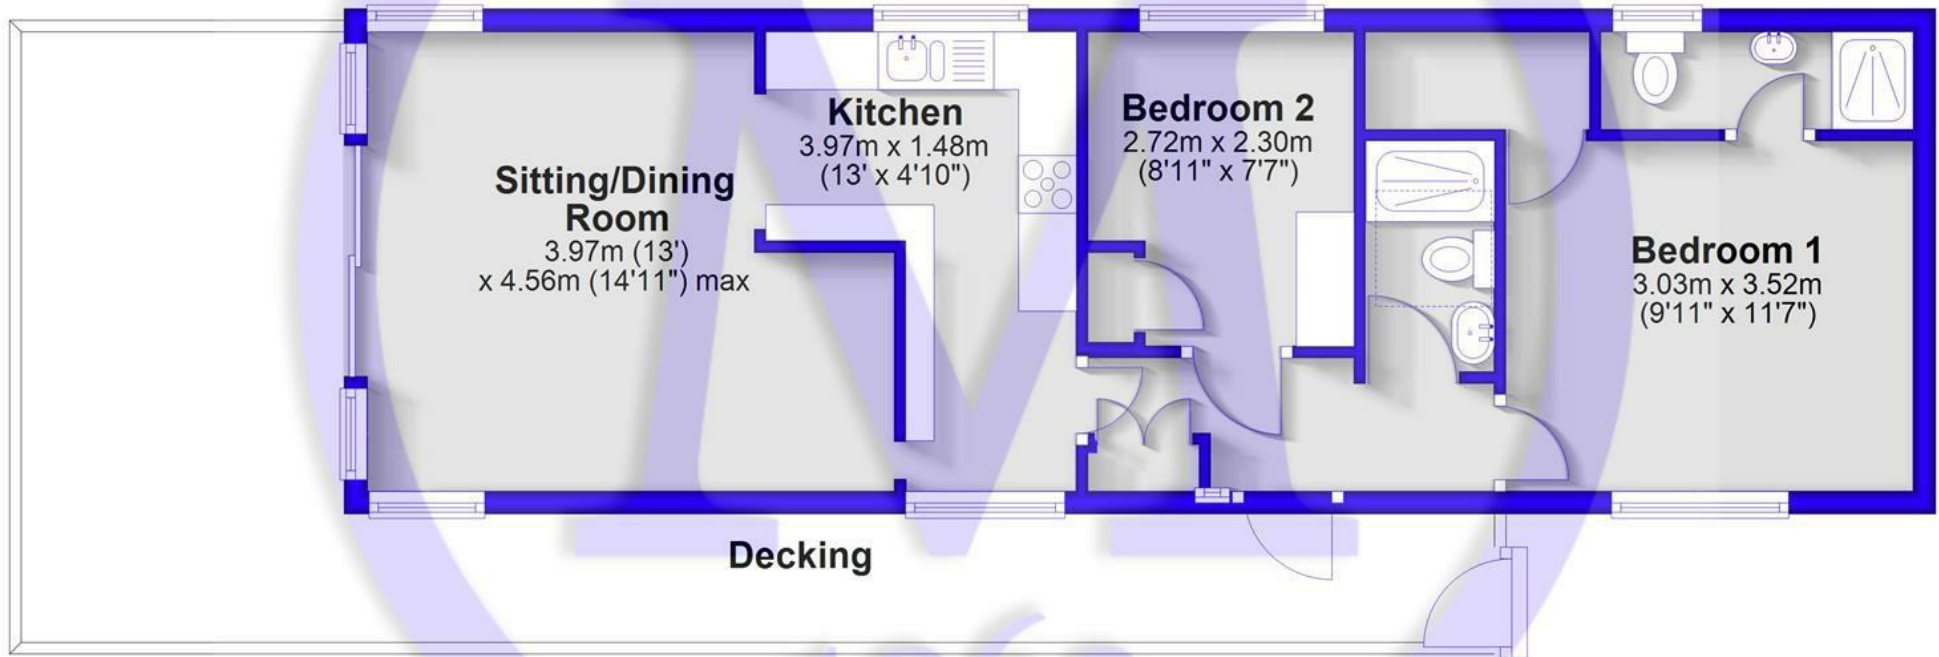 Kitchen
3.97m x 1.48m
(13' x 4'10")
Bedroom 2
2.72m x 2.30m
(8'11" x 7'7")
Sitting/Dining
Room
3.97m (13')
x 4.56m (14'11") max
Bedroom 1
3.03m x 3.52m
(9'11" x 11'7")
Decking